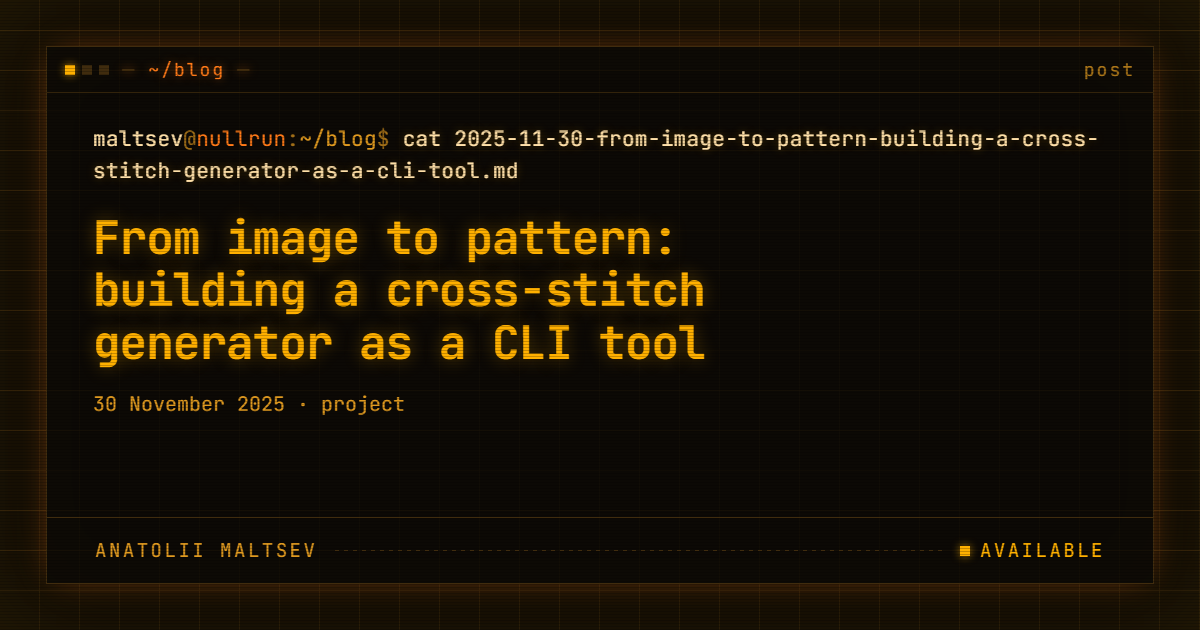 — ~/blog —
post
maltsev@nullrun:~/blog$ cat 2025-11-30-from-image-to-pattern-building-a-cross-
stitch-generator-as-a-cli-tool.md
From image to pattern:
building a cross-stitch
generator as a CLI tool
30 November 2025 · project
ANATOLII MALTSEV
AVAILABLE